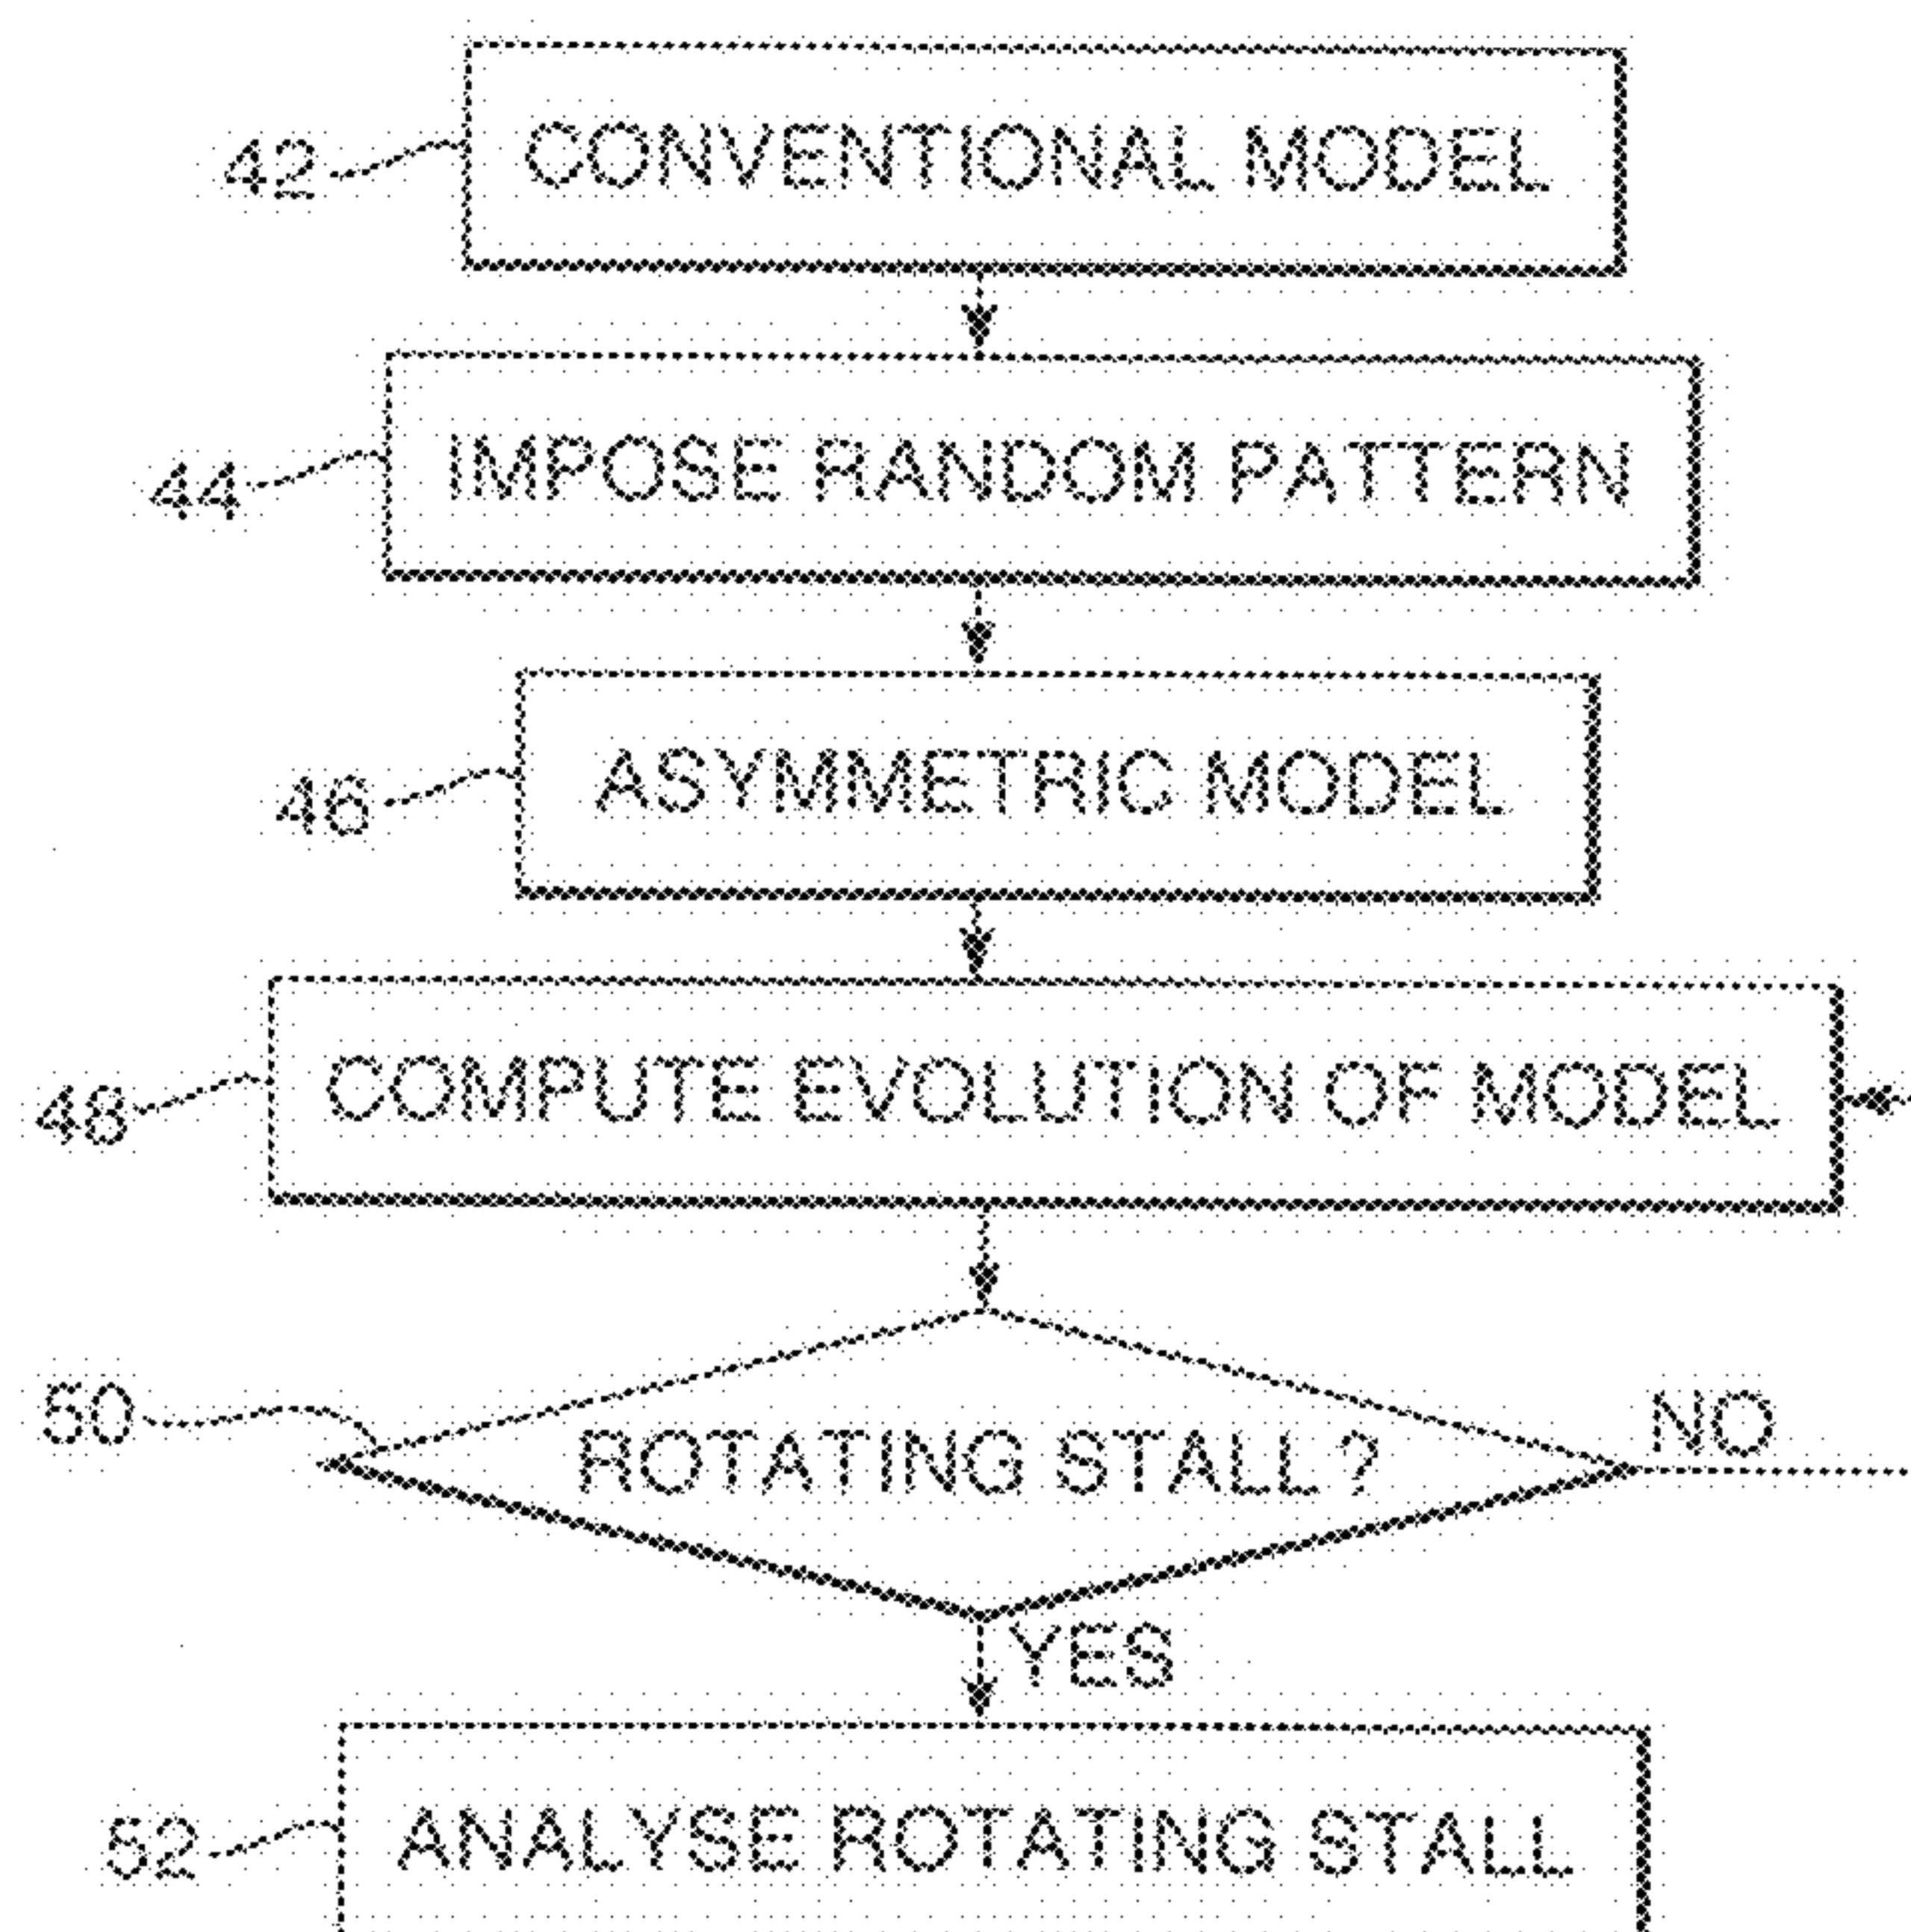 42 CONVENTIONAL MODEL
44 IMPOSE RANDOM PATTERN
46 ASYMMETRIC MODEL
48 COMPUTE EVOLUTION OF MODEL
50 ROTATING STALL ? NO
YES
52 ANALYSE ROTATING STALL